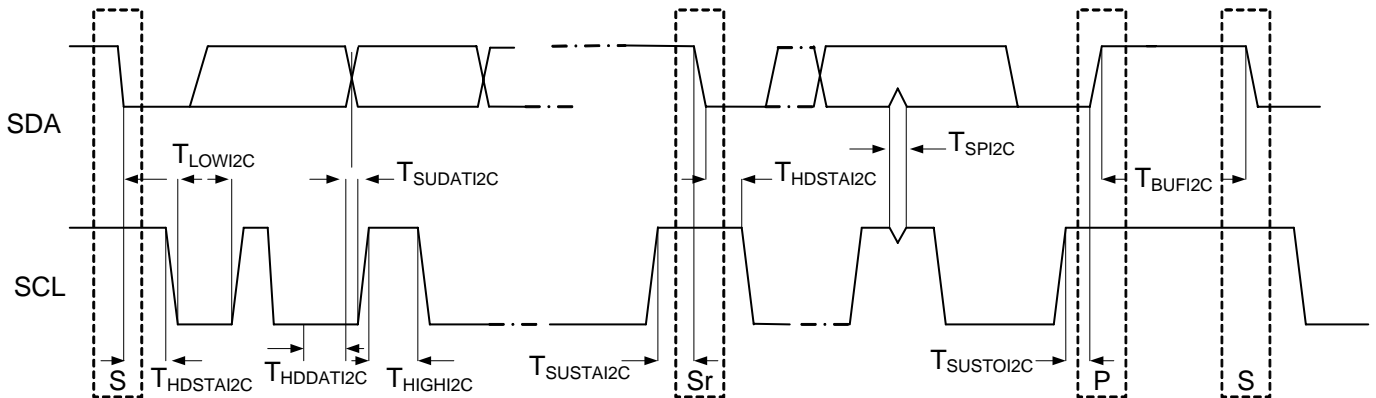 SDA
T_LOWI2C
T_SUDATI2C
T_SPI2C
T_HDSTAI2C
T_BUFI2C
SCL
S
T_HDSTAI2C
T_HDDATI2C
T_HIGHI2C
T_SUSTAI2C
Sr
T_SUSTOI2C
P
S